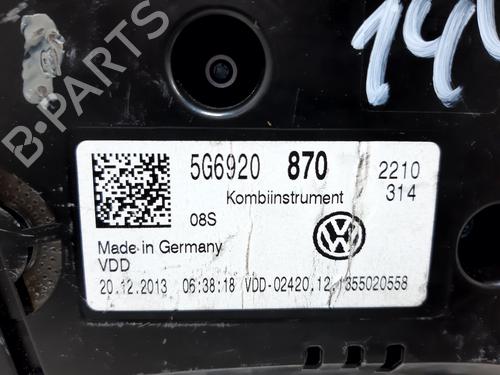 B-PARTS
144
5G6920 870 2210
314
Kombiinstrument
08S
Made in Germany
VDD
20.12.2013 06:38:18 VDD-02420.12.1355020558